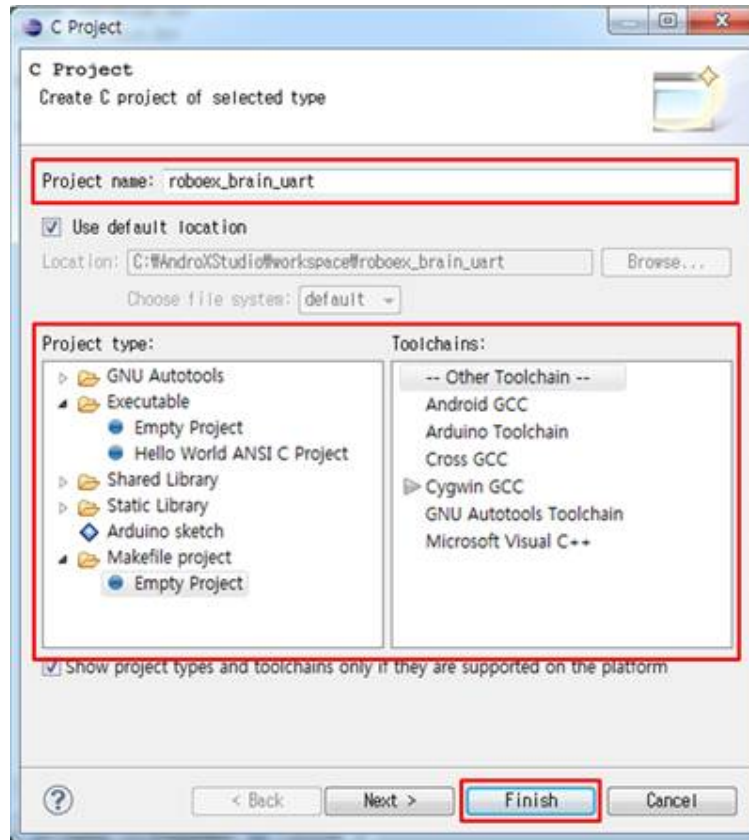 C Project
C Project
Create C project of selected type
Project name: roboex_brain_uart
Use default location
Location: C:₩AndroXStudio₩workspace₩roboex_brain_uart Browse...
Choose file system: default
Project type:
GNU Autotools
Executable
Empty Project
Hello World ANSI C Project
Shared Library
Static Library
Arduino sketch
Makefile project
Empty Project
Toolchains:
-- Other Toolchain --
Android GCC
Arduino Toolchain
Cross GCC
Cygwin GCC
GNU Autotools Toolchain
Microsoft Visual C++
Show project types and toolchains only if they are supported on the platform
? < Back Next > Finish Cancel